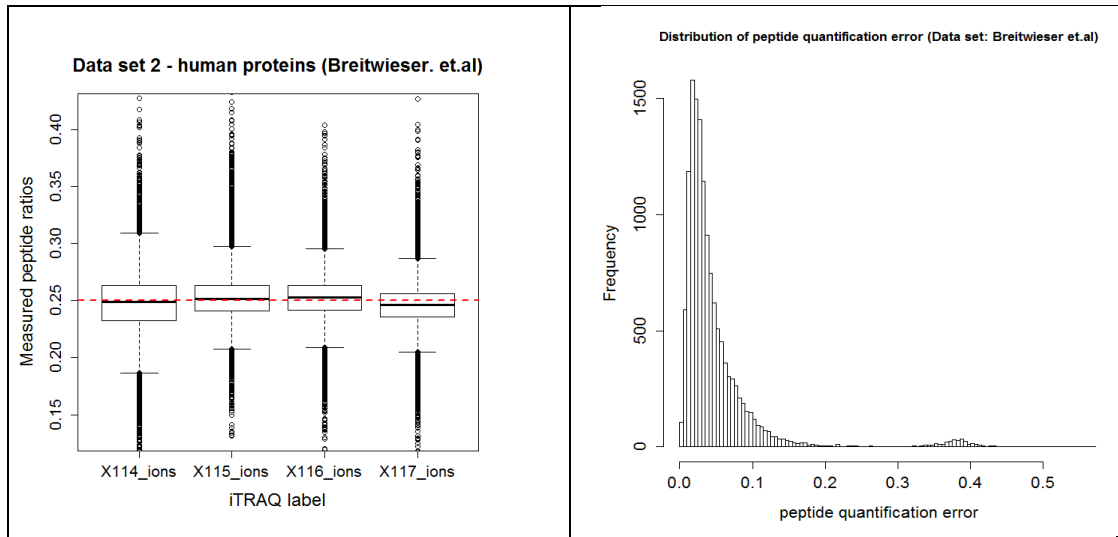 Data set 2 - human proteins (Breitwieser. et.al)
Measured peptide ratios
0.40
0.35
0.30
0.25
0.20
0.15
X114_ions X115_ions X116_ions X117_ions
iTRAQ label
Distribution of peptide quantification error (Data set: Breitwieser et.al)
Frequency
1500
1000
500
0
0.0 0.1 0.2 0.3 0.4 0.5
peptide quantification error